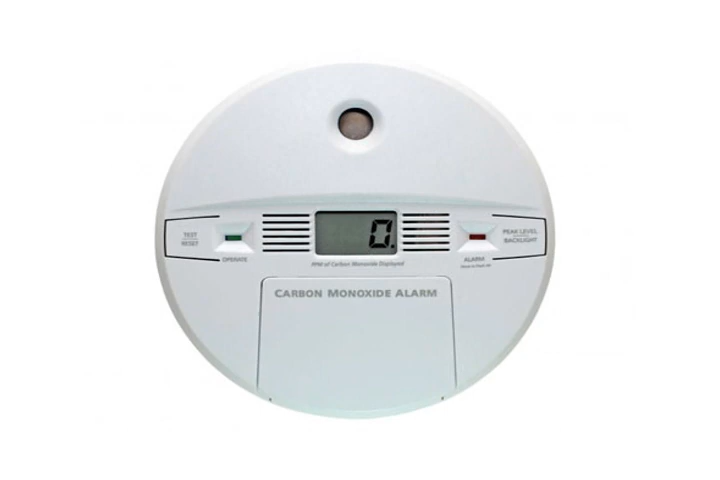 0.
TEST
RESET
OPERATE
PPM of Carbon Monoxide Displayed
PEAK LEVEL
BACKLIGHT
ALARM
CARBON MONOXIDE ALARM